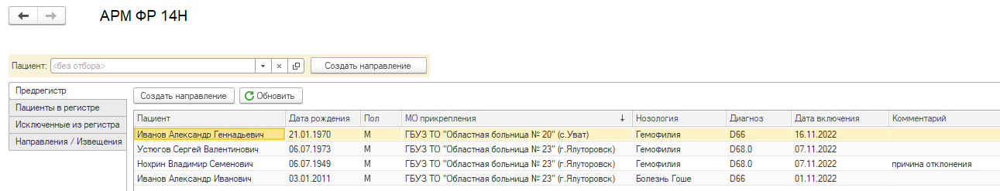 АРМ ФР 14Н
Пациент: <без отбора> Создать направление
Предрегистр
Пациенты в регистре
Исключенные из регистра
Направления / Извещения
Создать направление Обновить
Пациент Дата рождения Пол МО прикрепления Нозология Диагноз Дата включения Комментарий
Иванов Александр Геннадьевич 21.01.1970 М ГБУЗ ТО "Областная больница № 20" (с.Уват) Гемофилия D66 16.11.2022
Устюгов Сергей Валентинович 06.07.1973 М ГБУЗ ТО "Областная больница № 23" (г.Ялуторовск) Гемофилия D68.0 07.11.2022
Нохрин Владимир Семенович 06.07.1949 М ГБУЗ ТО "Областная больница № 23" (г.Ялуторовск) Гемофилия D68.0 07.11.2022 причина отклонения
Иванов Александр Иванович 03.01.2011 М ГБУЗ ТО "Областная больница № 23" (г.Ялуторовск) Болезнь Гоше D66 01.11.2022